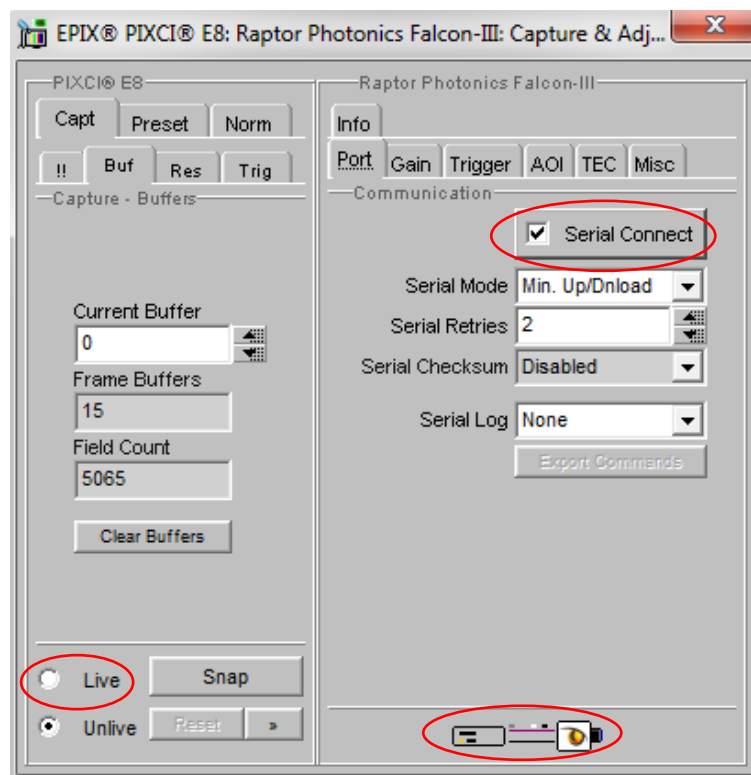 EPIX® PIXCI® E8: Raptor Photonics Falcon-III: Capture & Adj...
PIXCI® E8
Capt Preset Norm
!! Buf Res Trig
Capture - Buffers
Current Buffer
0
Frame Buffers
15
Field Count
5065
Clear Buffers
Live Snap
Unlive Reset »
Raptor Photonics Falcon-III
Info
Port Gain Trigger AOI TEC Misc
Communication
Serial Connect
Serial Mode Min. Up/Dnload
Serial Retries 2
Serial Checksum Disabled
Serial Log None
Export Commands